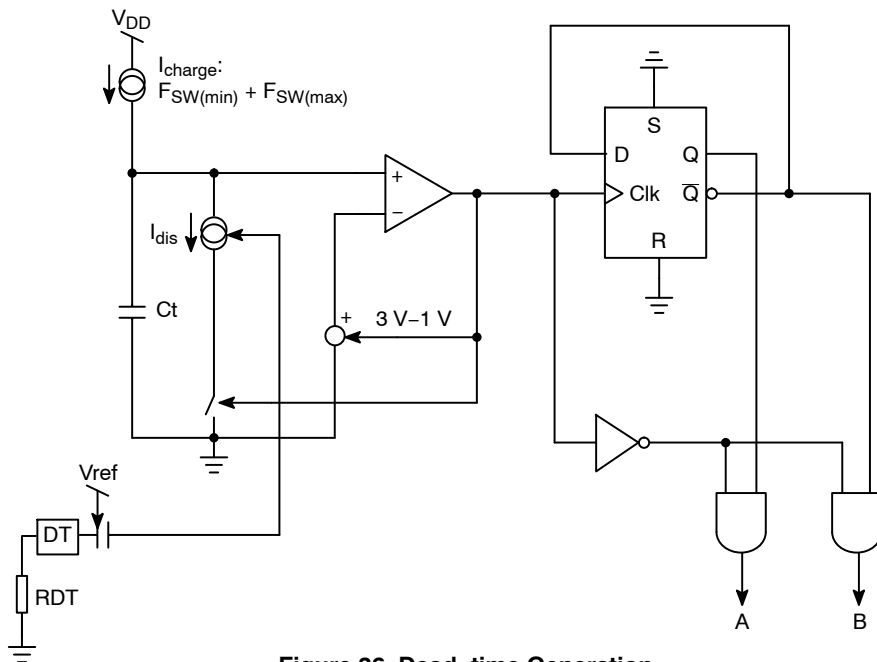 VDD
Icharge:
FSW(min) + FSW(max)
S
D
Q
+
Clk
Q
−
Idis
R
Ct
+
3 V−1 V
Vref
DT
RDT
A
B
Figure 26. Dead−time Generation